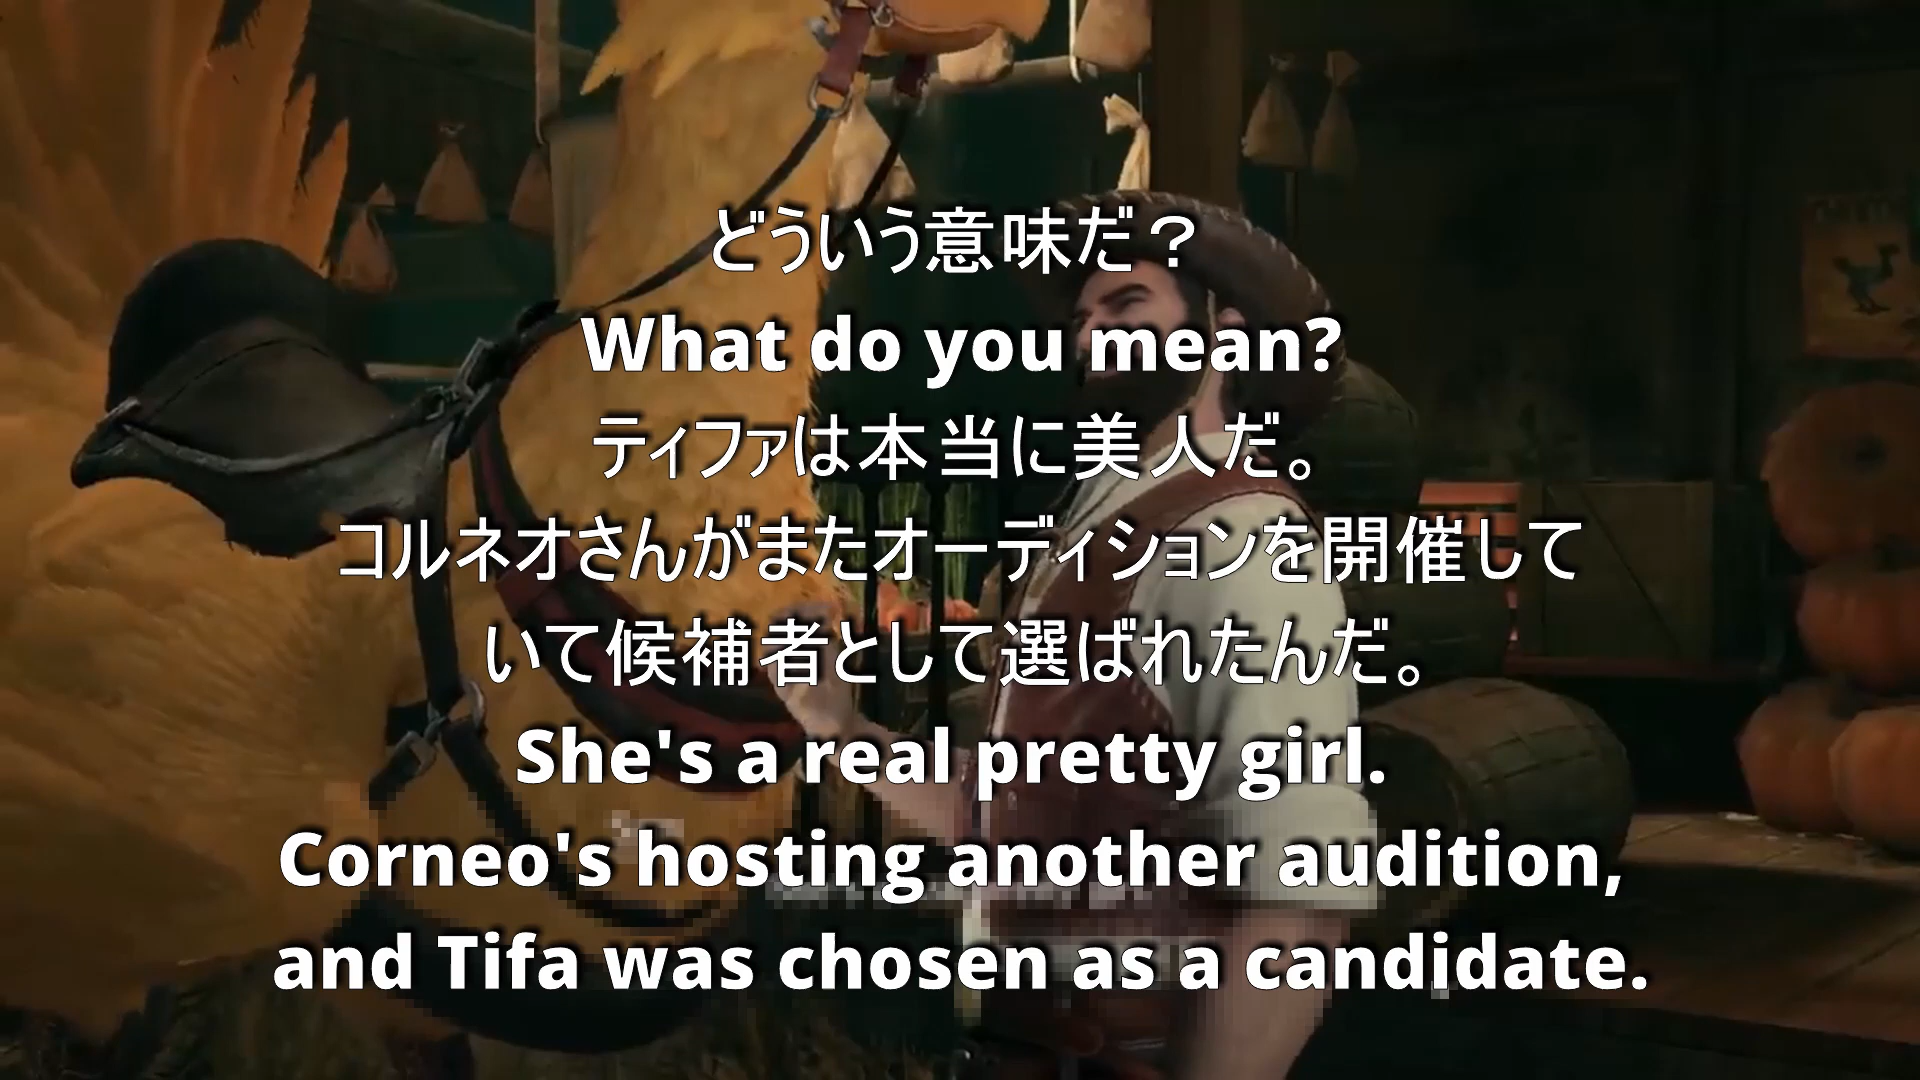 どういう意味だ？
What do you mean?
ティファは本当に美人だ。
コルネオさんがまたオーディションを開催して
いて候補者として選ばれたんだ。
She's a real pretty girl.
Corneo's hosting another audition,
and Tifa was chosen as a candidate.